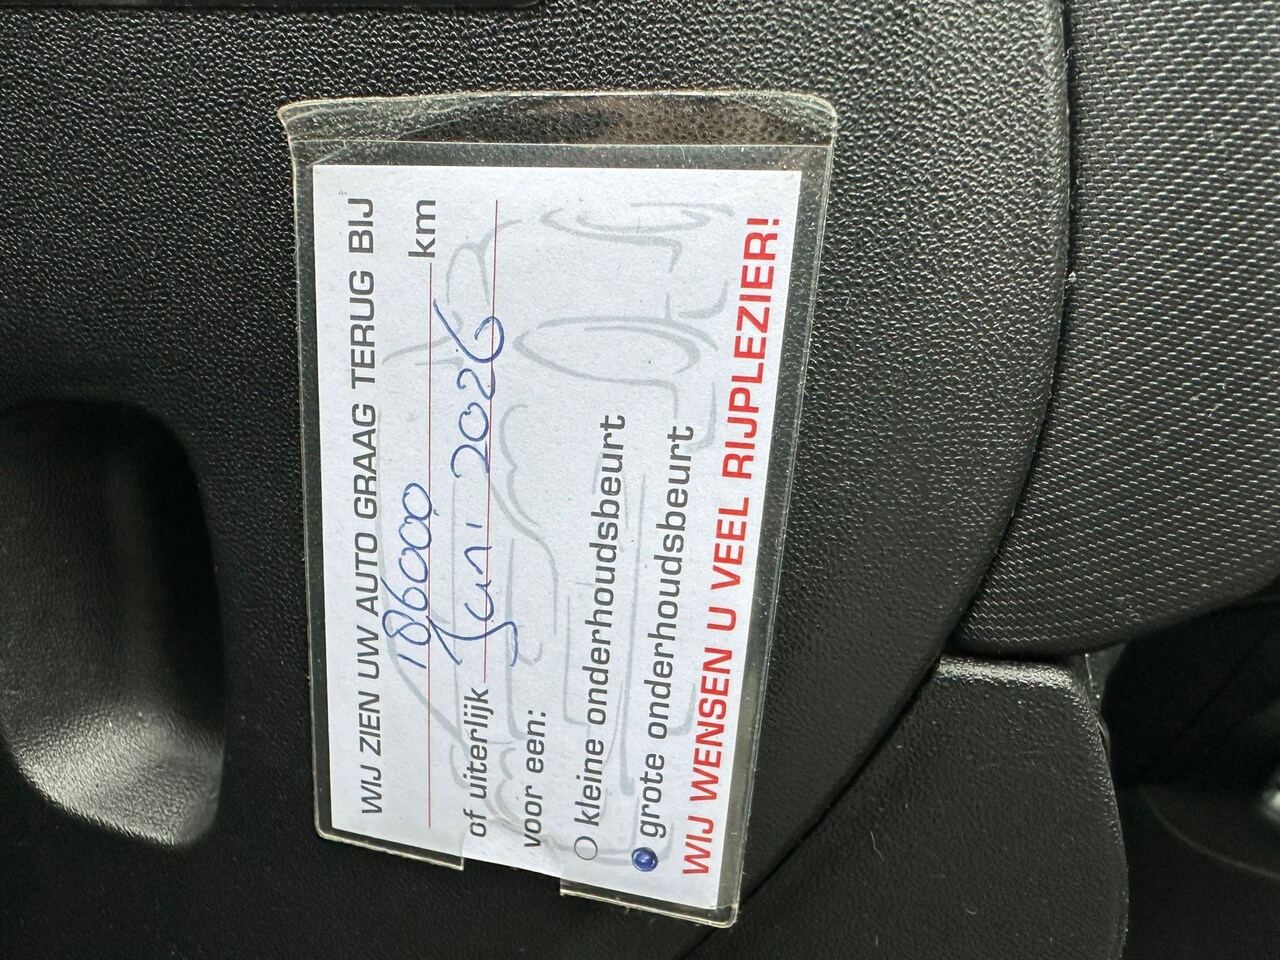 WIJ ZIEN UW AUTO GRAAG TERUG BIJ
186000 km
of uiterlijk Juni 2026
voor een:
kleine onderhoudsbeurt
grote onderhoudsbeurt
WIJ WENSEN U VEEL RIJPLEZIER!